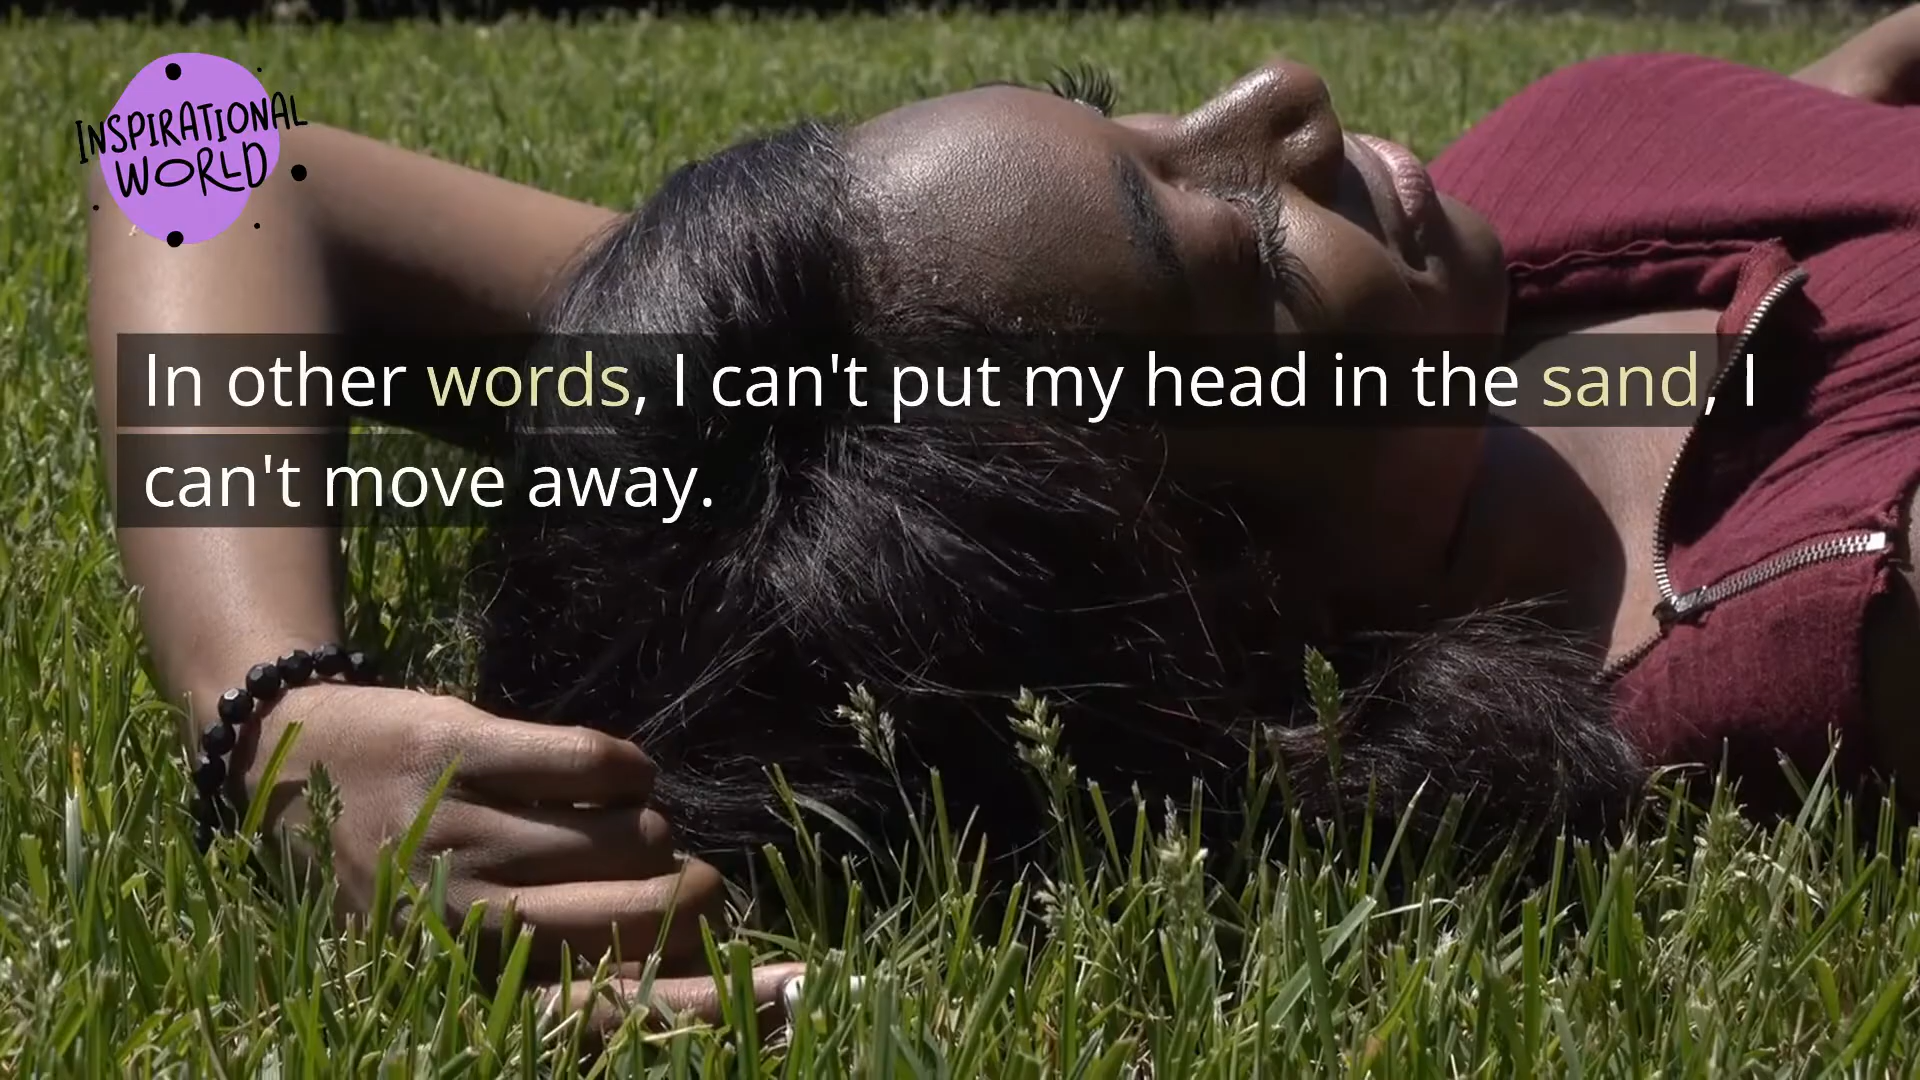 INSPIRATIONAL
WORLD
In other words, I can't put my head in the sand, I
can't move away.